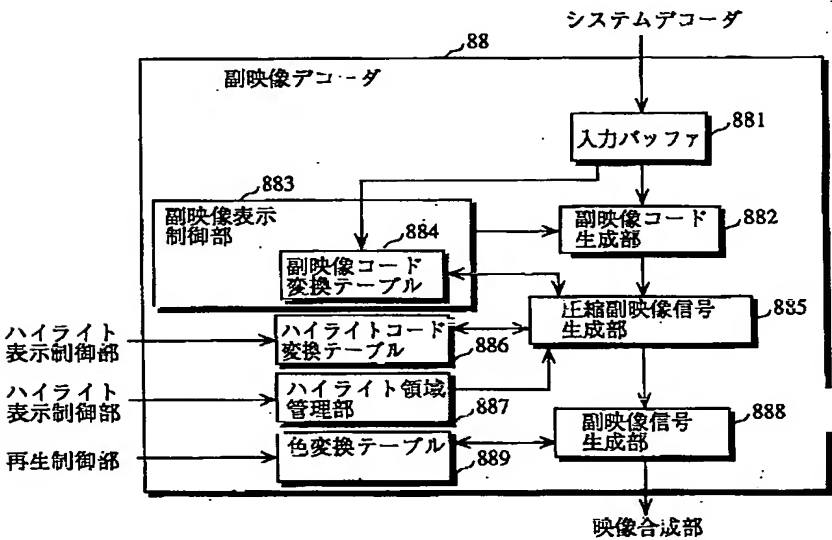 システムデコーダ
88
副映像デコーダ
881
入力バッファ
883
副映像表示
制御部
884
副映像コード
変換テーブル
副映像コード
生成部
882
圧縮副映像信号
生成部
885
ハイライト
表示制御部
ハイライトコード
変換テーブル
886
ハイライト
表示制御部
ハイライト領域
管理部
887
副映像信号
生成部
888
再生制御部
色変換テーブル
889
映像合成部